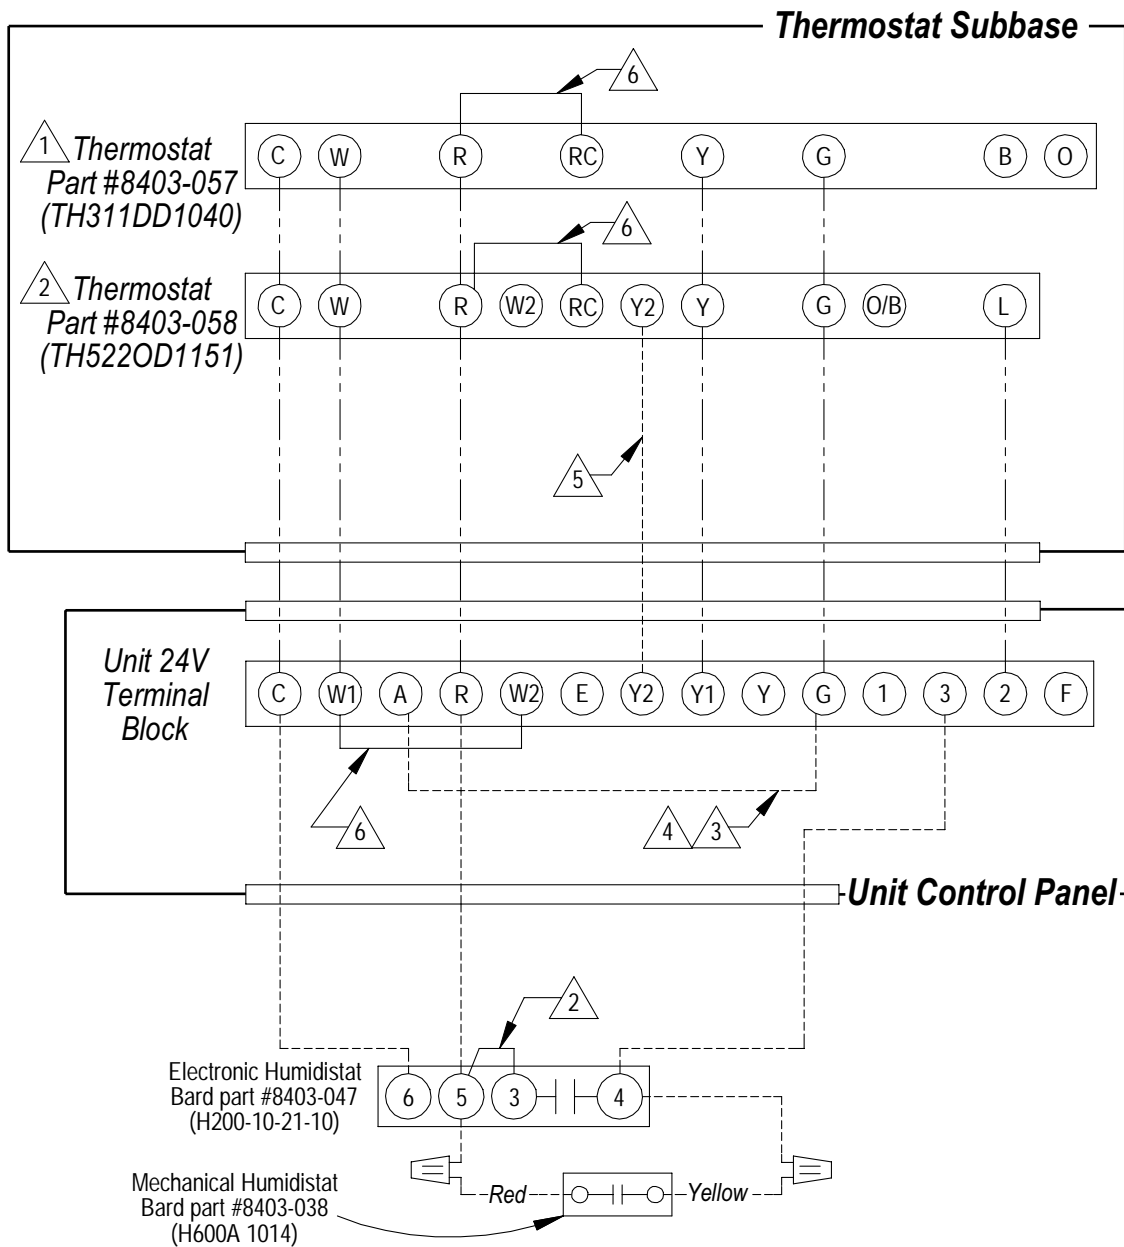 Thermostat Subbase
6
1 Thermostat
Part #8403-057
(TH311DD1040)
C W R RC Y G B O
6
2 Thermostat
Part #8403-058
(TH522OD1151)
C W R W2 RC Y2 Y G O/B L
5
Unit 24V
Terminal
Block
C W1 A R W2 E Y2 Y1 Y G 1 3 2 F
6
4 3
Unit Control Panel
2
Electronic Humidistat
Bard part #8403-047
(H200-10-21-10)
6 5 3 4
Mechanical Humidistat
Bard part #8403-038
(H600A 1014)
Red
Yellow